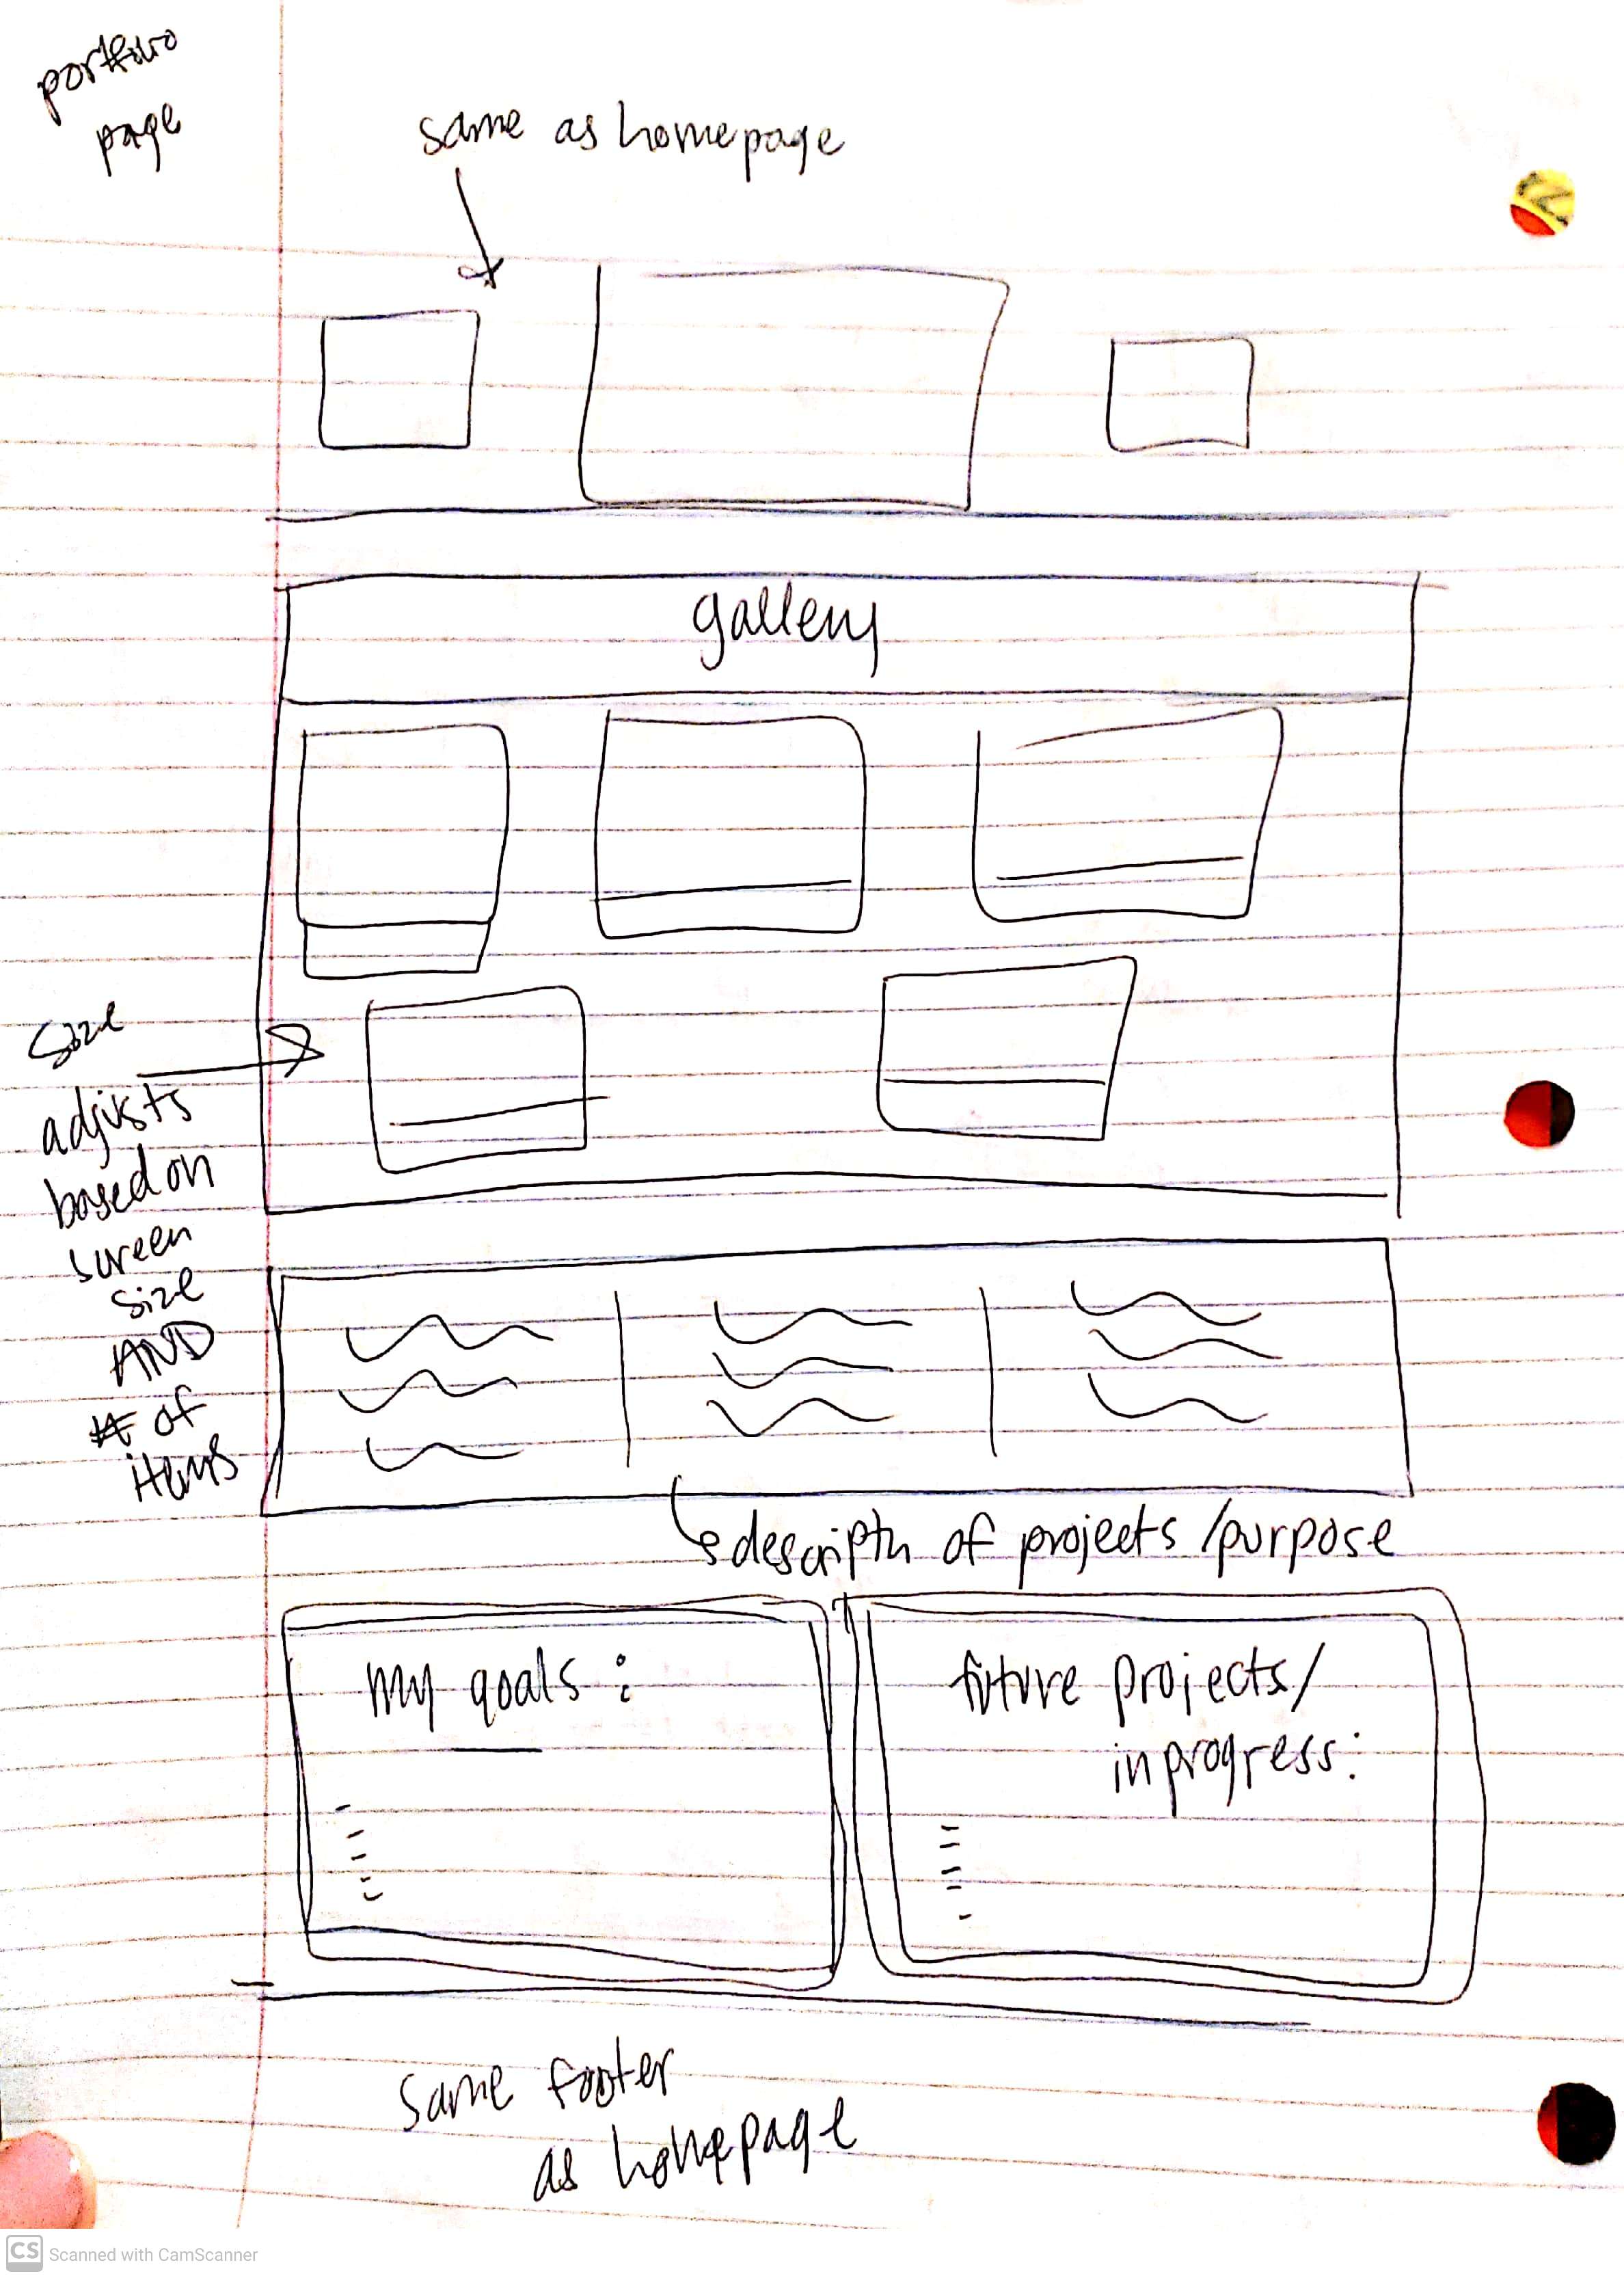 portfolio
page
same as homepage
gallery
size
adjusts
based on
screen
size
AND
# of
items
descriptn of projects /purpose
my goals :
future projects/
in progress:
same footer
as homepage
CS Scanned with CamScanner